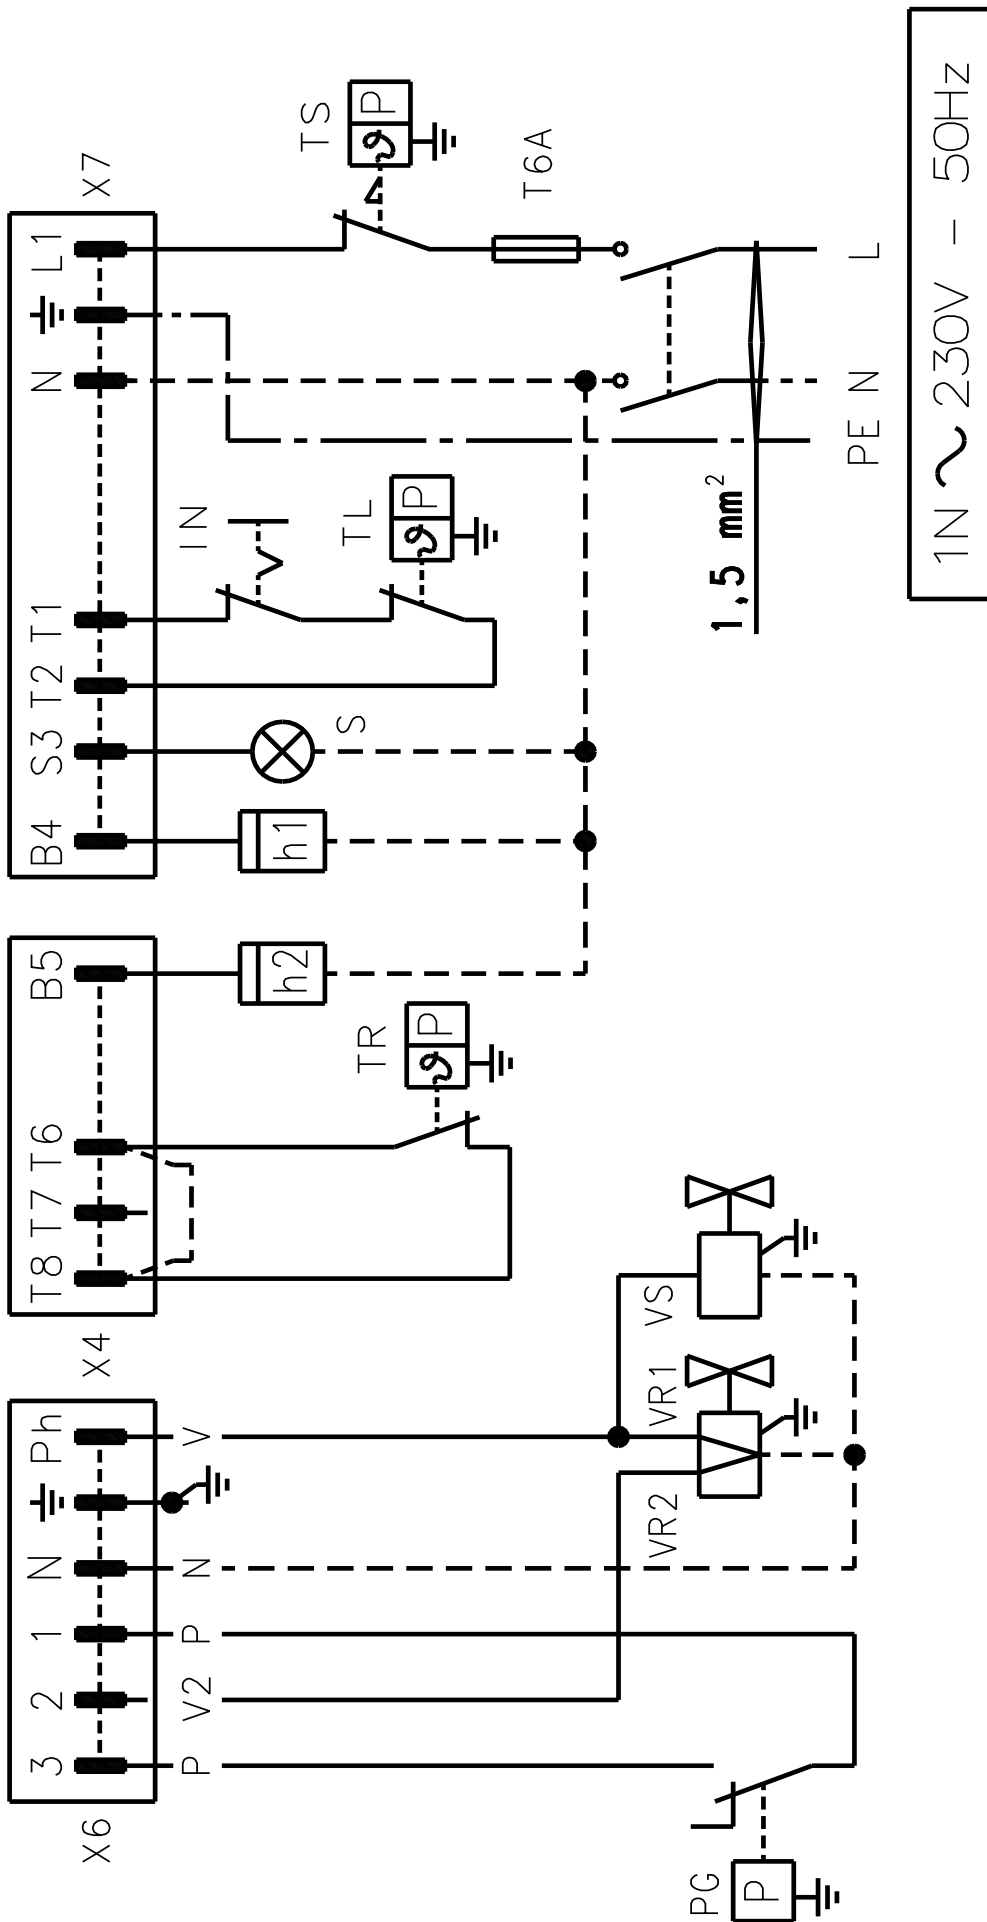 X6
3 2 1 N Ph
P V2 P N V
PG
P
VR2 VR1
VS
X4
T8 T7 T6 B5
TR
P
h2
X7
B4 S3 T2 T1 N L1
h1
S
IN
TL
P
TS
P
T6A
1,5 mm²
PE N L
1N ~ 230V - 50Hz